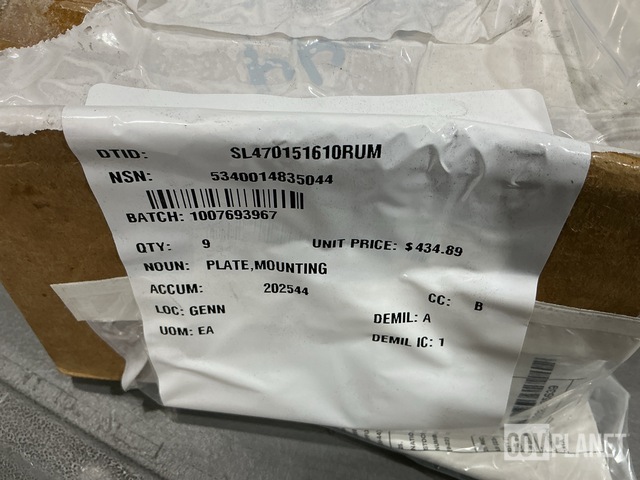 DTID: SL470151610RUM
NSN: 5340014835044
BATCH: 1007693967
QTY: 9 UNIT PRICE: $434.89
NOUN: PLATE,MOUNTING
ACCUM: 202544 CC: B
LOC: GENN DEMIL: A
UOM: EA DEMIL IC: 1
GOVPLANET